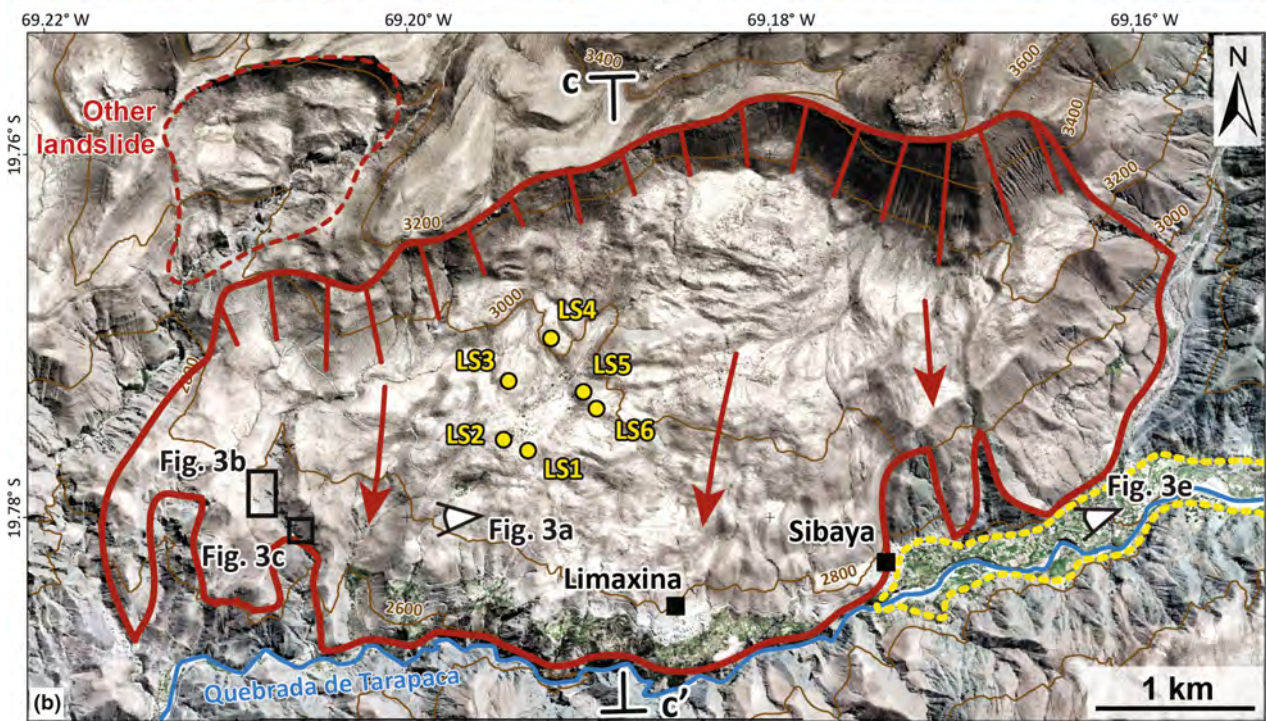 69.22° W
69.20° W
69.18° W
69.16° W
3400
3600
N
c
Other
landslide
3400
19.76° S
3200
3200
3000
3000
LS4
LS3
LS5
2800
LS6
LS2
LS1
Fig. 3b
Fig. 3e
19.78° S
Fig. 3a
Fig. 3c
Sibaya
Limaxina
2800
2600
Quebrada de Tarapaca
1 km
(b)
c'